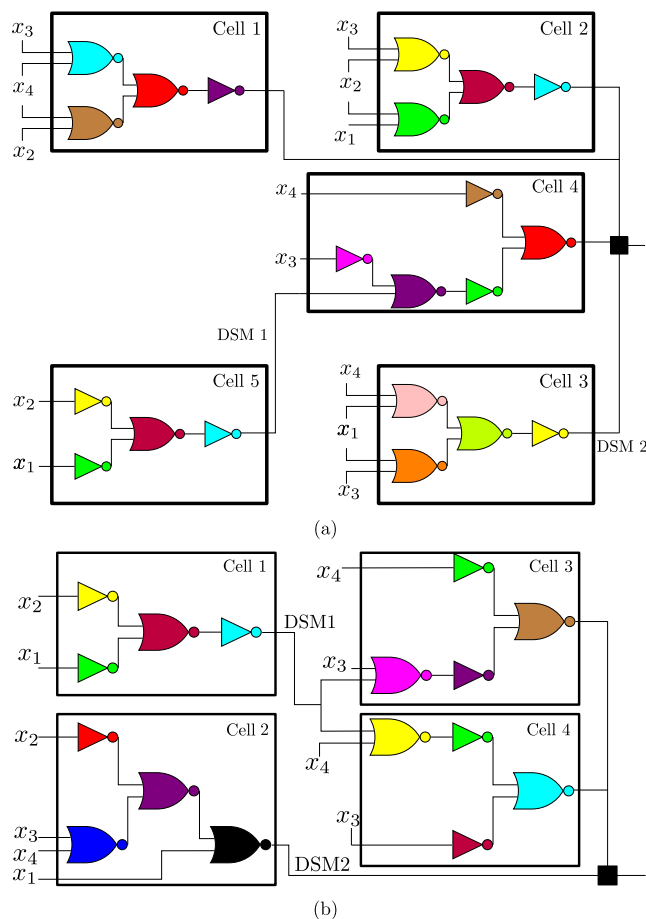 x₃ Cell 1
x₄
x₂
x₃ Cell 2
x₂
x₁
x₄ Cell 4
x₃
DSM 1
x₂ Cell 5
x₁
x₄ Cell 3
x₁
x₃
DSM 2
(a)
x₂ Cell 1
x₁
DSM1
x₄ Cell 3
x₃
x₂ Cell 2
x₃
x₄
x₁
DSM2
x₄ Cell 4
x₃
(b)